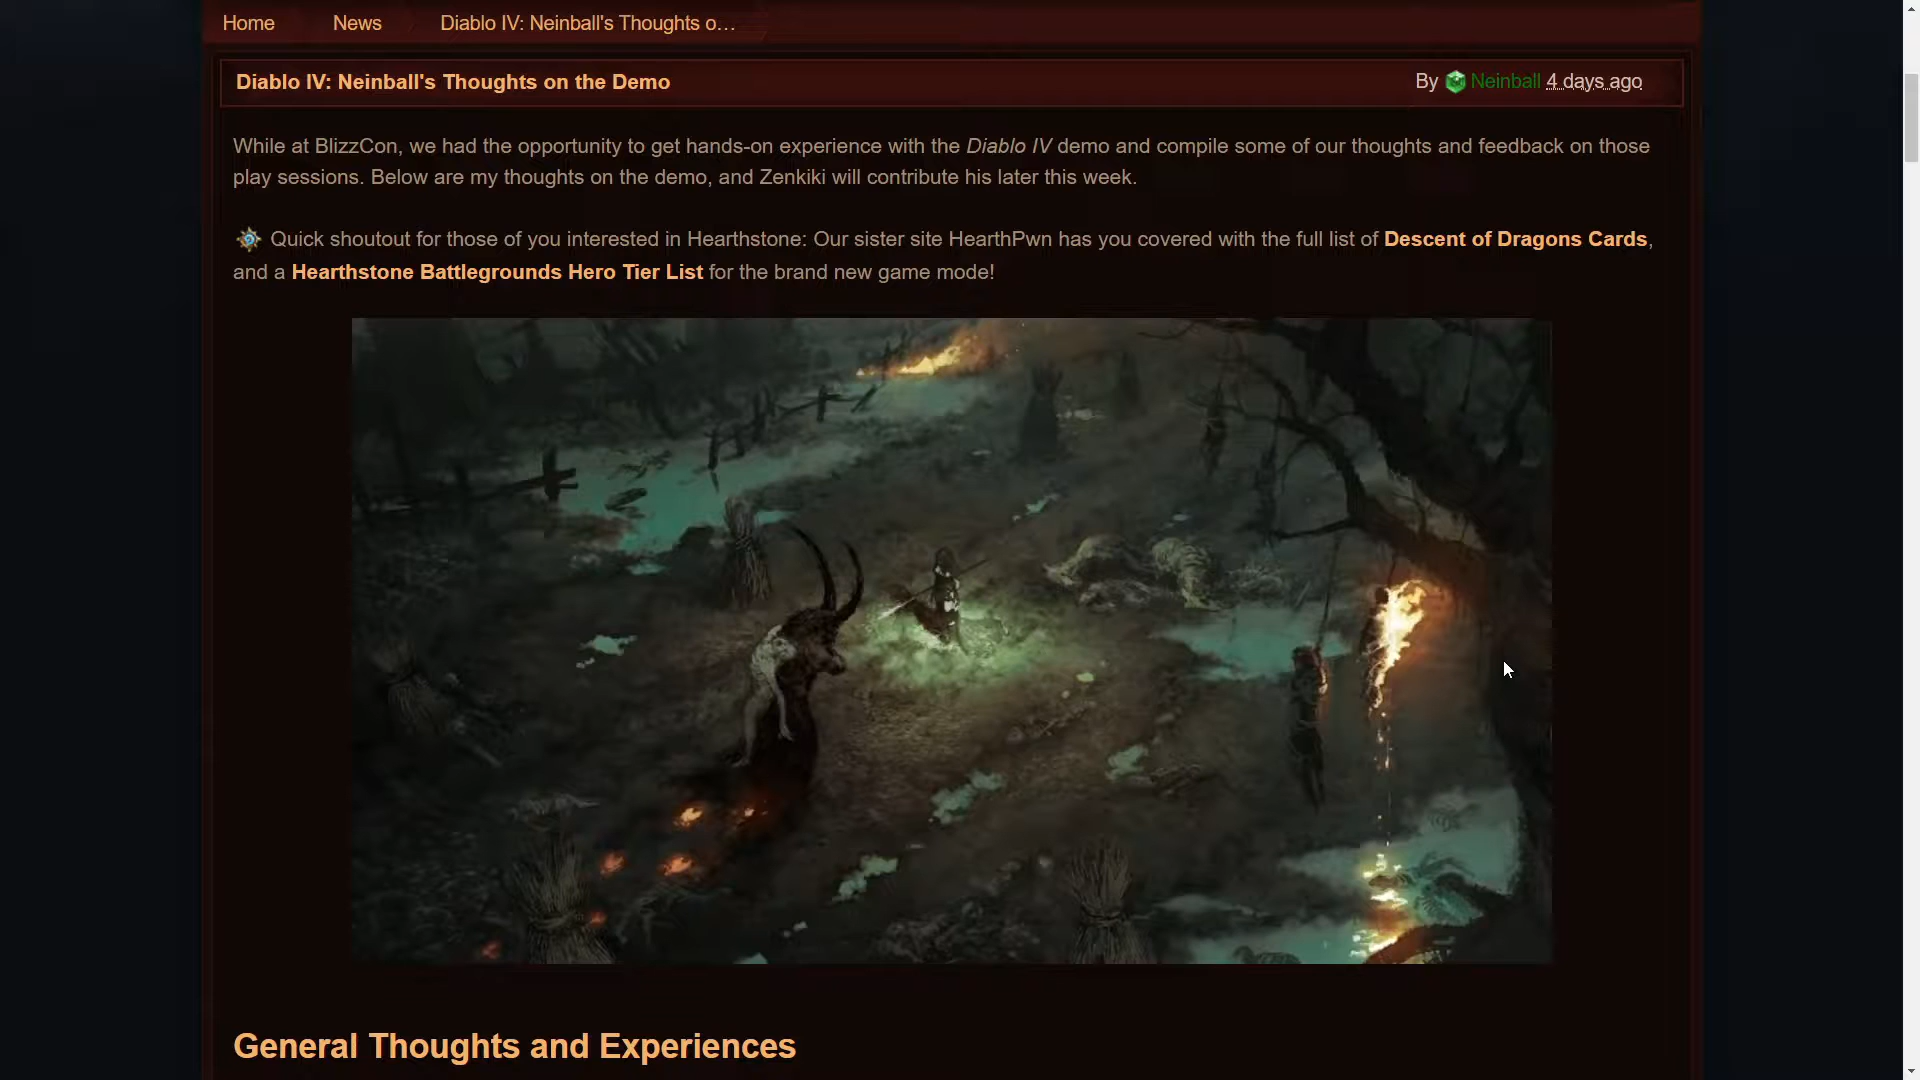 Home News Diablo IV: Neinball's Thoughts o...
Diablo IV: Neinball's Thoughts on the Demo By Neinball 4 days ago
While at BlizzCon, we had the opportunity to get hands-on experience with the Diablo IV demo and compile some of our thoughts and feedback on those
play sessions. Below are my thoughts on the demo, and Zenkiki will contribute his later this week.
Quick shoutout for those of you interested in Hearthstone: Our sister site HearthPwn has you covered with the full list of Descent of Dragons Cards,
and a Hearthstone Battlegrounds Hero Tier List for the brand new game mode!
General Thoughts and Experiences